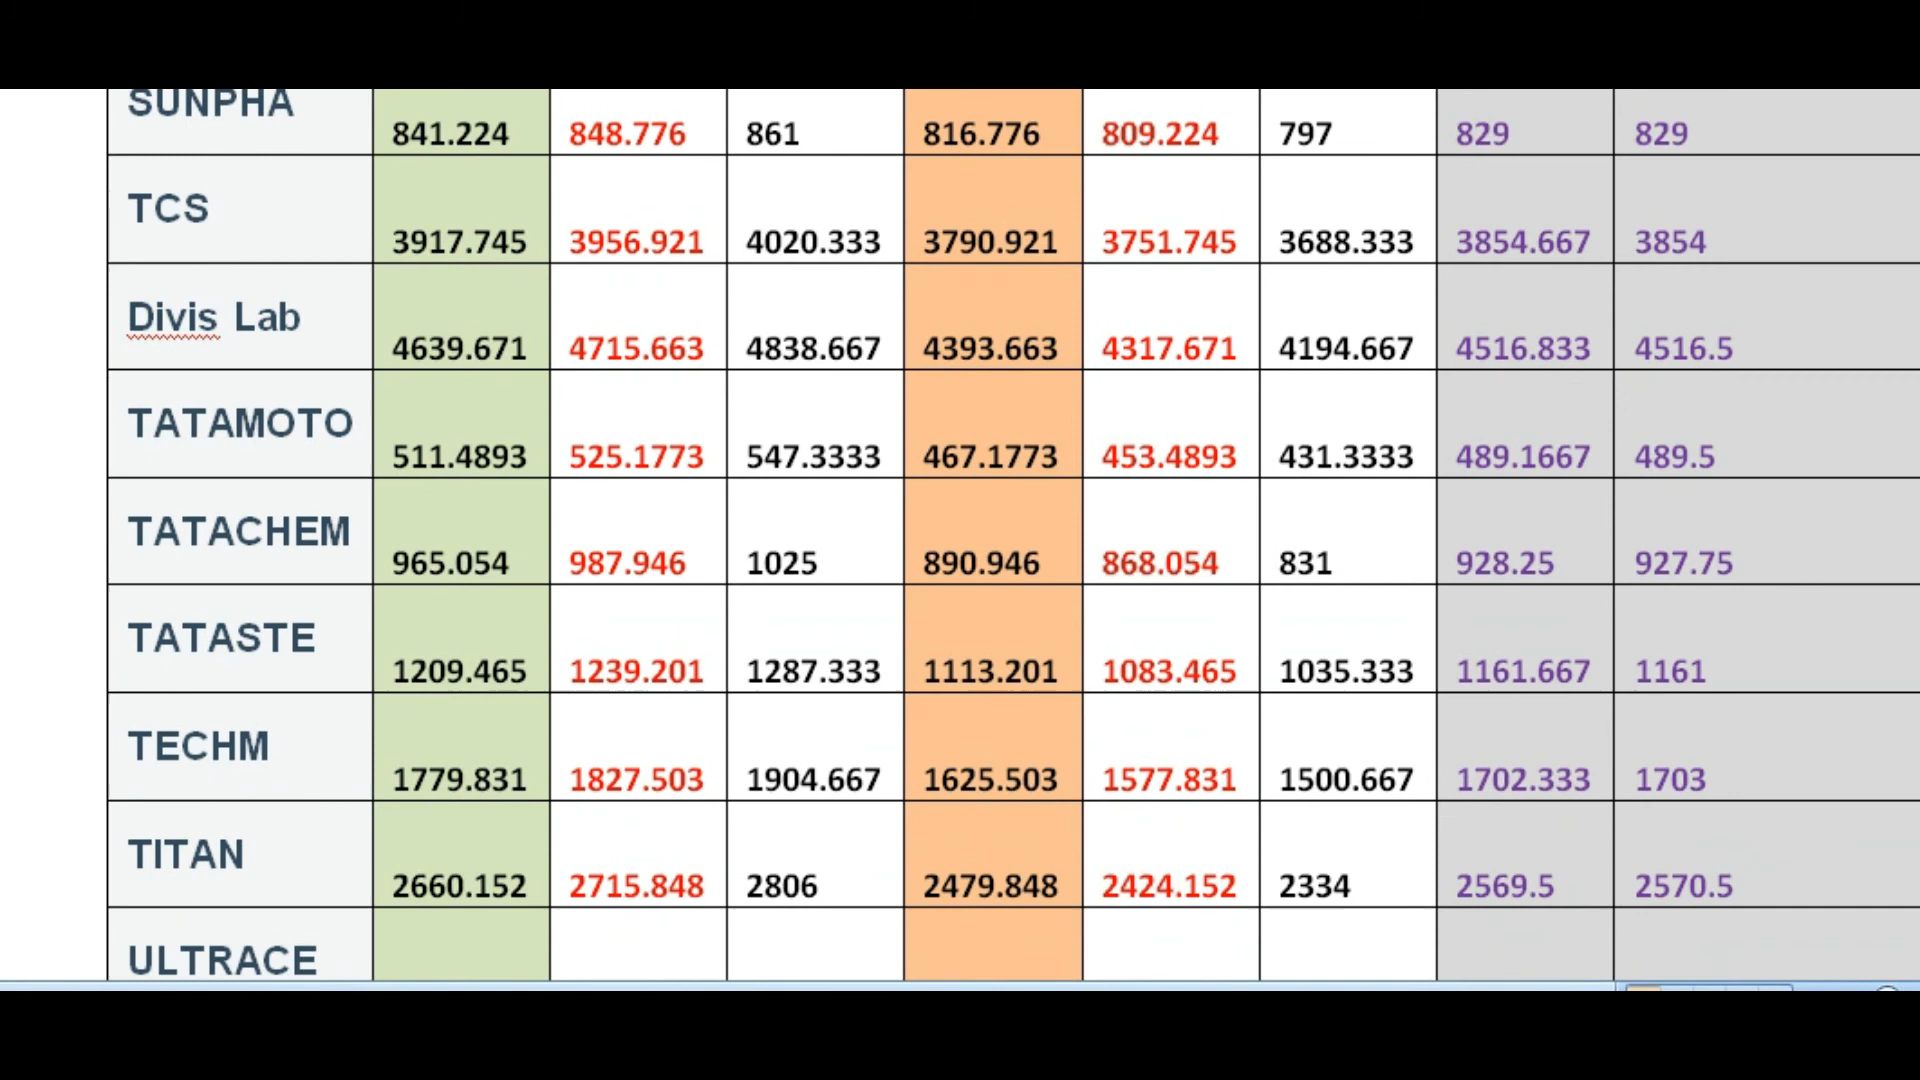 SUNPHA 841.224 848.776 861 816.776 809.224 797 829 829
TCS 3917.745 3956.921 4020.333 3790.921 3751.745 3688.333 3854.667 3854
Divis Lab 4639.671 4715.663 4838.667 4393.663 4317.671 4194.667 4516.833 4516.5
TATAMOTO 511.4893 525.1773 547.3333 467.1773 453.4893 431.3333 489.1667 489.5
TATACHEM 965.054 987.946 1025 890.946 868.054 831 928.25 927.75
TATASTE 1209.465 1239.201 1287.333 1113.201 1083.465 1035.333 1161.667 1161
TECHM 1779.831 1827.503 1904.667 1625.503 1577.831 1500.667 1702.333 1703
TITAN 2660.152 2715.848 2806 2479.848 2424.152 2334 2569.5 2570.5
ULTRACE